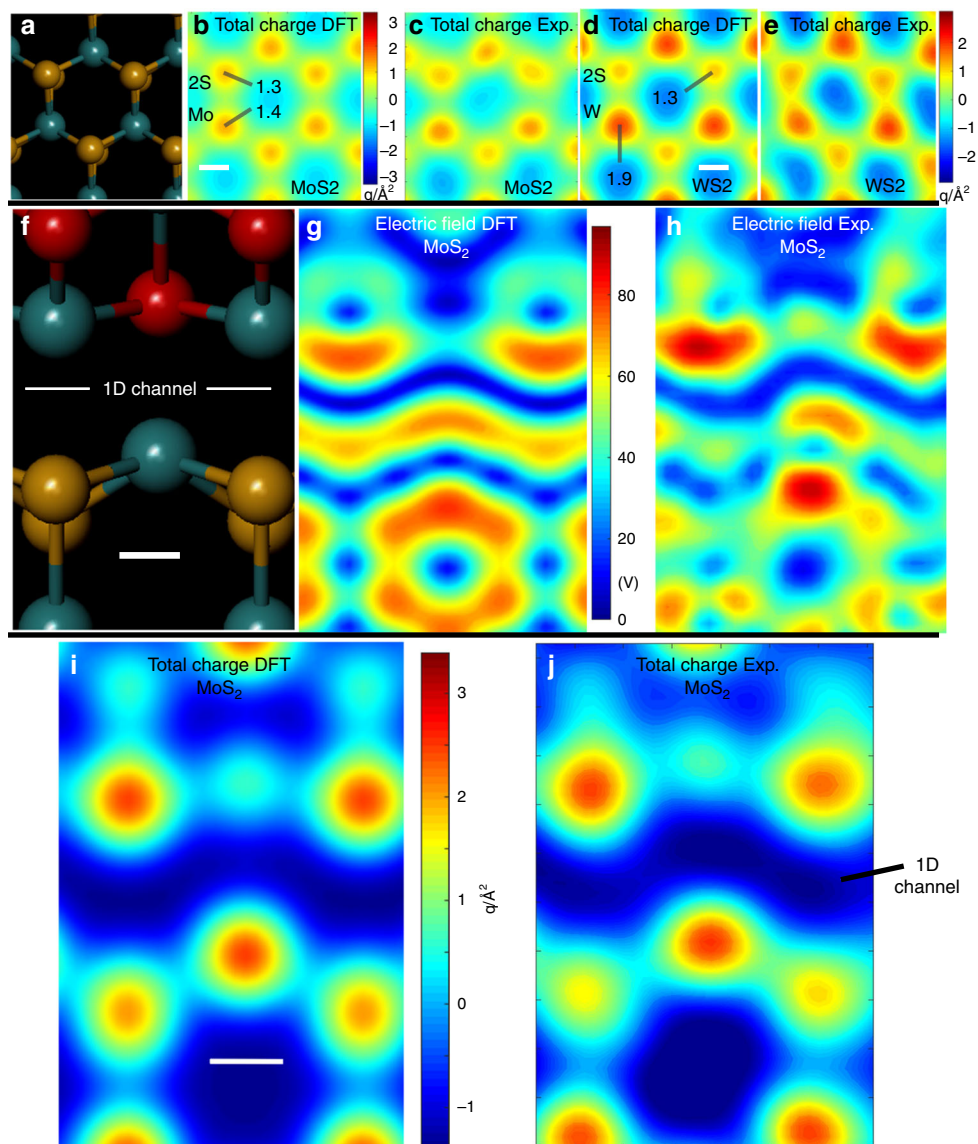 a
b Total charge DFT
2S
1.3
Mo
1.4
MoS2
3
2
1
0
−1
−2
−3
q/Å²
c Total charge Exp.
MoS2
d Total charge DFT
2S
1.3
W
1.9
WS2
e Total charge Exp.
WS2
2
1
0
−1
−2
q/Å²
f
1D channel
g Electric field DFT
MoS₂
80
60
40
20
(V)
0
h Electric field Exp.
MoS₂
i Total charge DFT
MoS₂
3
2
1
q/Å²
0
−1
j Total charge Exp.
MoS₂
1D
channel